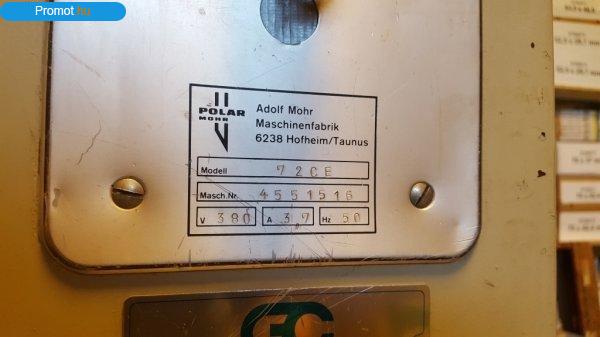 Promot.hu
POLAR
MOHR
Adolf Mohr
Maschinenfabrik
6238 Hofheim/Taunus
Modell 72CE
Masch.Nr. 4551516
V 380 A 3,7 Hz 50